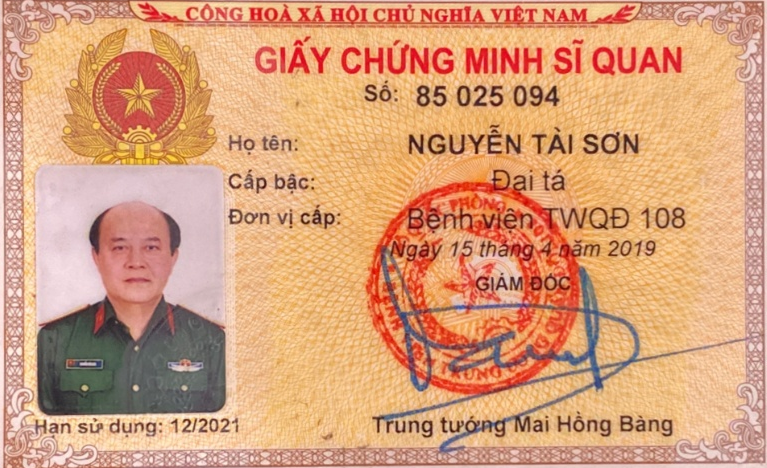 CỘNG HOÀ XÃ HỘI CHỦ NGHĨA VIỆT NAM
GIẤY CHỨNG MINH SĨ QUAN
Số: 85 025 094
Họ tên: NGUYỄN TÀI SƠN
Cấp bậc: Đại tá
Đơn vị cấp: Bệnh viện TWQĐ 108
Ngày 15 tháng 4 năm 2019
GIÁM ĐỐC
Hạn sử dụng: 12/2021
Trung tướng Mai Hồng Bàng